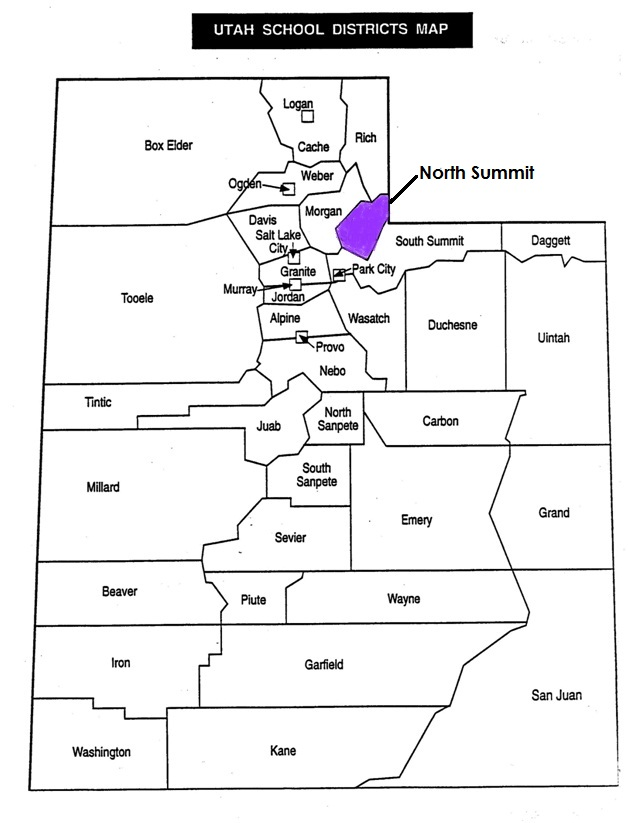 UTAH SCHOOL DISTRICTS MAP
Logan
Box Elder
Rich
Cache
North Summit
Weber
Ogden
Morgan
Davis
Salt Lake
City
South Summit
Daggett
Granite
Park City
Murray
Jordan
Tooele
Alpine
Wasatch
Duchesne
Uintah
Provo
Nebo
Tintic
North
Sanpete
Juab
Carbon
South
Sanpete
Millard
Emery
Grand
Sevier
Beaver
Piute
Wayne
Iron
Garfield
San Juan
Washington
Kane